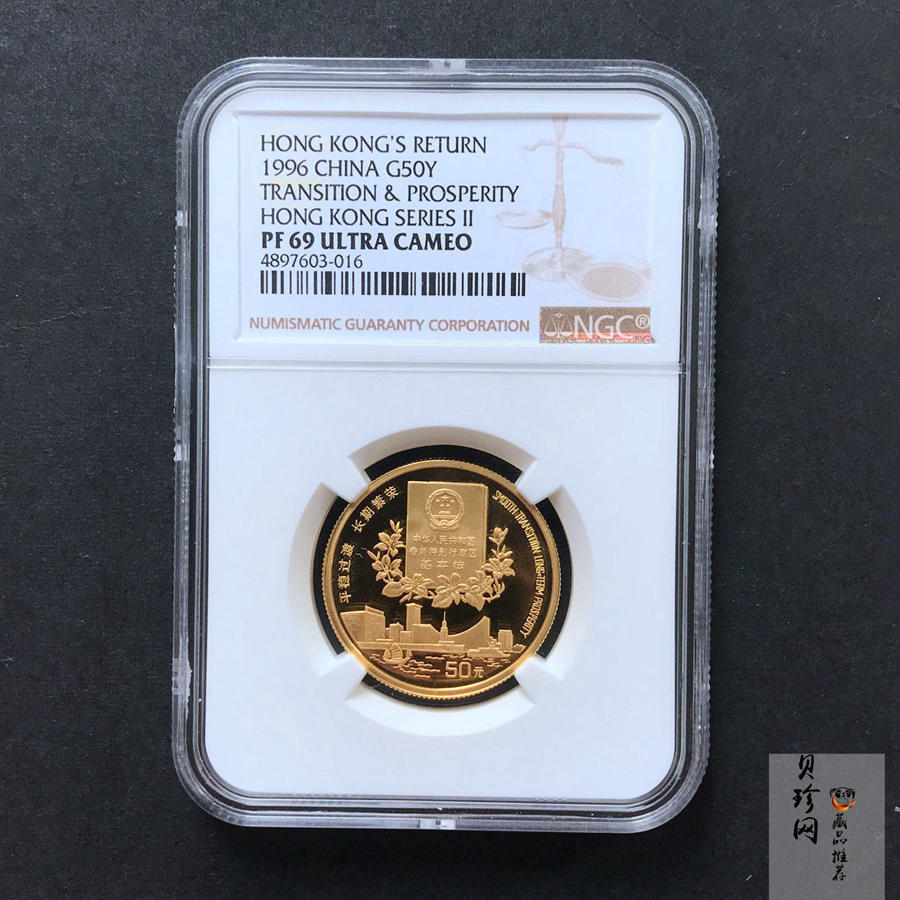 HONG KONG'S RETURN
1996 CHINA G50Y
TRANSITION & PROSPERITY
HONG KONG SERIES II
PF 69 ULTRA CAMEO
4897603-016
NUMISMATIC GUARANTY CORPORATION
NGC®
平稳过渡 长期繁荣
SMOOTH TRANSITION LONG-TERM PROSPERITY
中华人民共和国
香港特别行政区
基本法
50元
贝珍网
藏品推荐